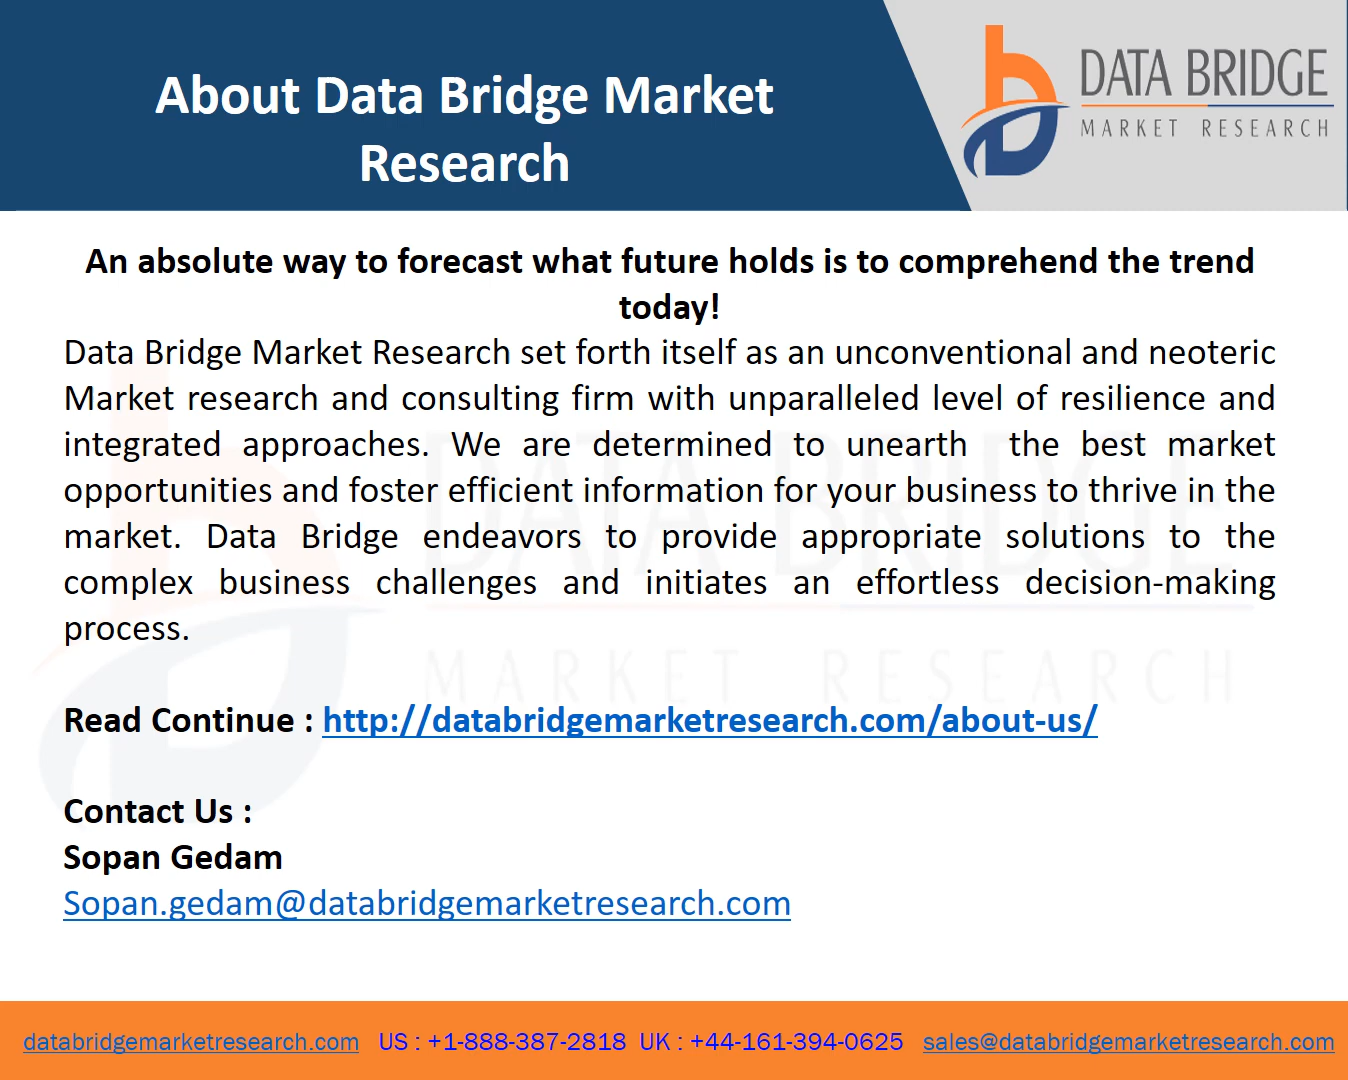 About Data Bridge Market
Research
DATA BRIDGE
MARKET RESEARCH
An absolute way to forecast what future holds is to comprehend the trend
today!
Data Bridge Market Research set forth itself as an unconventional and neoteric
Market research and consulting firm with unparalleled level of resilience and
integrated approaches. We are determined to unearth the best market
opportunities and foster efficient information for your business to thrive in the
market. Data Bridge endeavors to provide appropriate solutions to the
complex business challenges and initiates an effortless decision-making
process.
DATA BRIDGE
MARKET RESEARCH
Read Continue : http://databridgemarketresearch.com/about-us/
Contact Us :
Sopan Gedam
Sopan.gedam@databridgemarketresearch.com
databridgemarketresearch.com US : +1-888-387-2818 UK : +44-161-394-0625 sales@databridgemarketresearch.com